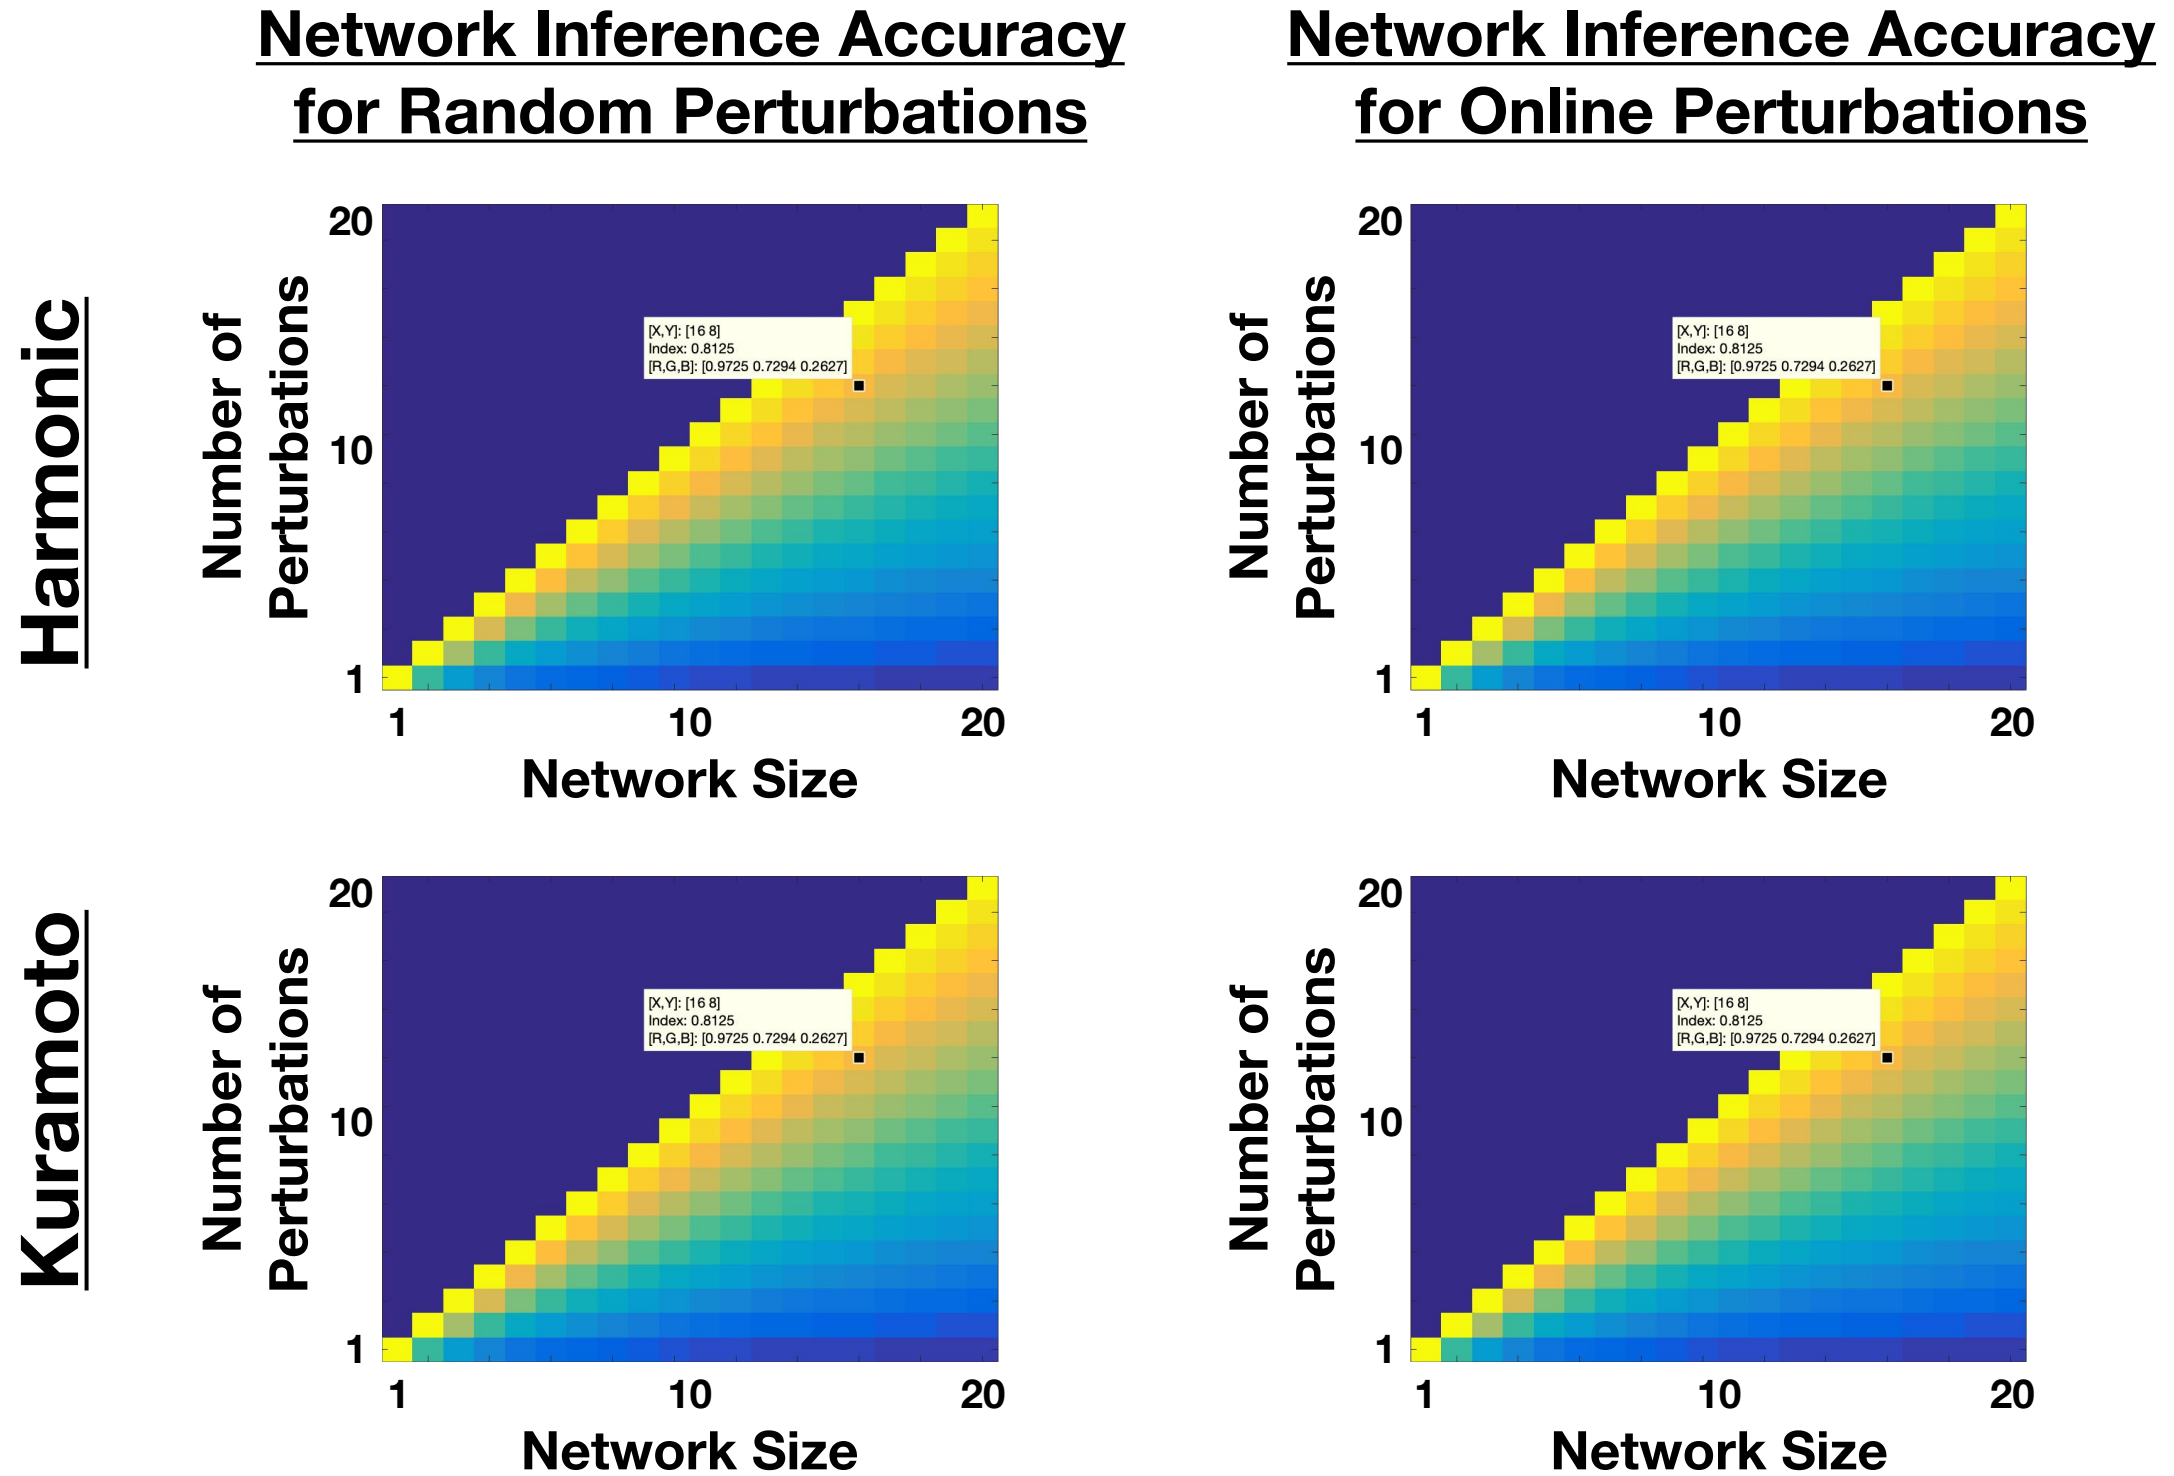 Network Inference Accuracy
for Random Perturbations
Network Inference Accuracy
for Online Perturbations
Harmonic
Number of
Perturbations
20
10
1
[X,Y]: [16 8]
Index: 0.8125
[R,G,B]: [0.9725 0.7294 0.2627]
1 10 20
Network Size
Number of
Perturbations
20
10
1
[X,Y]: [16 8]
Index: 0.8125
[R,G,B]: [0.9725 0.7294 0.2627]
1 10 20
Network Size
Kuramoto
Number of
Perturbations
20
10
1
[X,Y]: [16 8]
Index: 0.8125
[R,G,B]: [0.9725 0.7294 0.2627]
1 10 20
Network Size
Number of
Perturbations
20
10
1
[X,Y]: [16 8]
Index: 0.8125
[R,G,B]: [0.9725 0.7294 0.2627]
1 10 20
Network Size